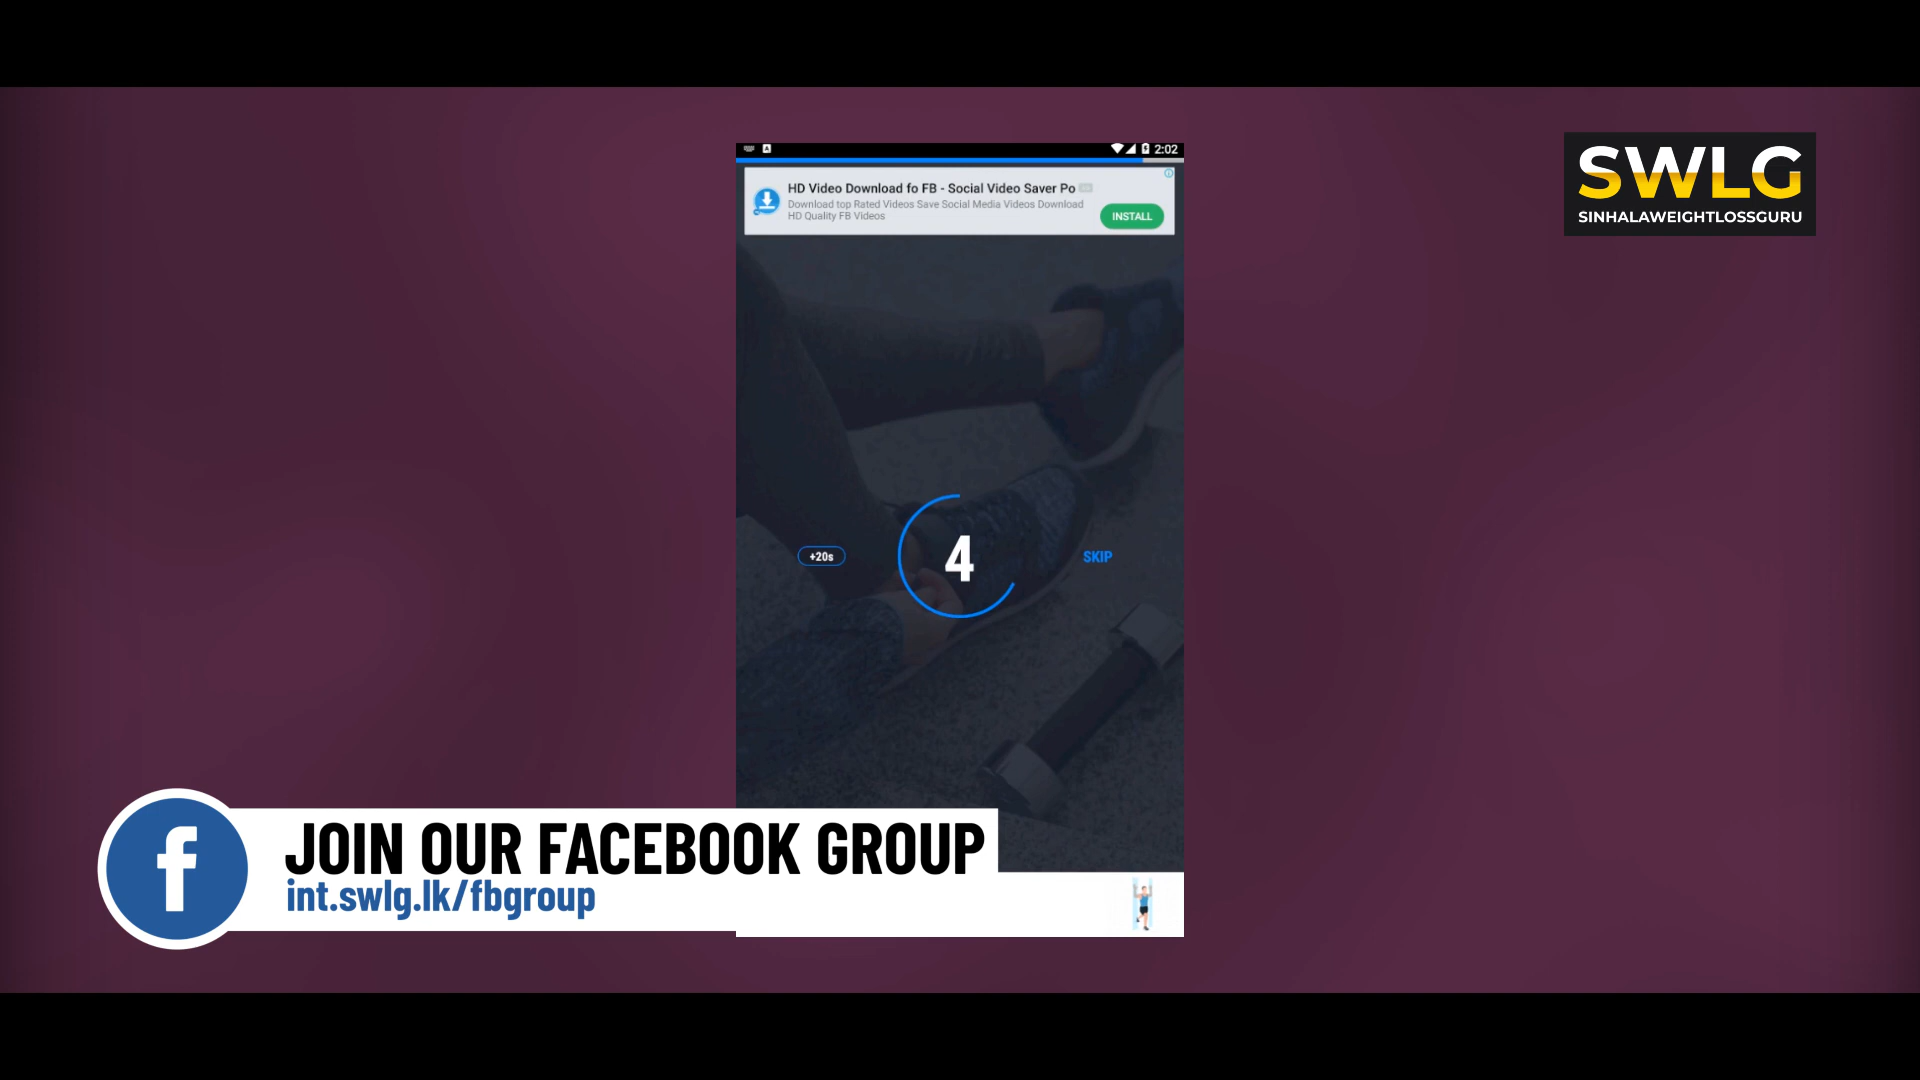 2:02
HD Video Download fo FB - Social Video Saver Po
Download top Rated Videos Save Social Media Videos Download
HD Quality FB Videos
INSTALL
SWLG
SINHALAWEIGHTLOSSGURU
+20s
4
SKIP
JOIN OUR FACEBOOK GROUP
int.swlg.lk/fbgroup